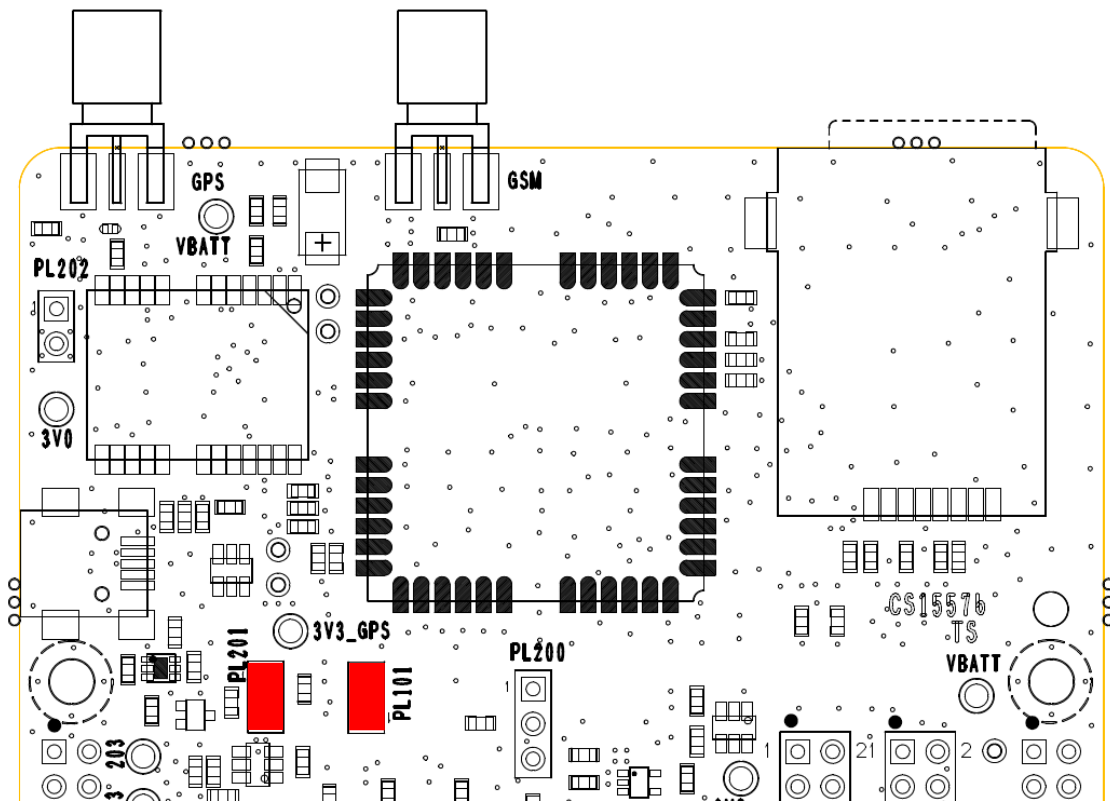 GPS
GSM
VBATT
PL202
1
3V0
CS1557b
TS
3V3_GPS
PL201
PL101
PL200
1
VBATT
203
1
21
2